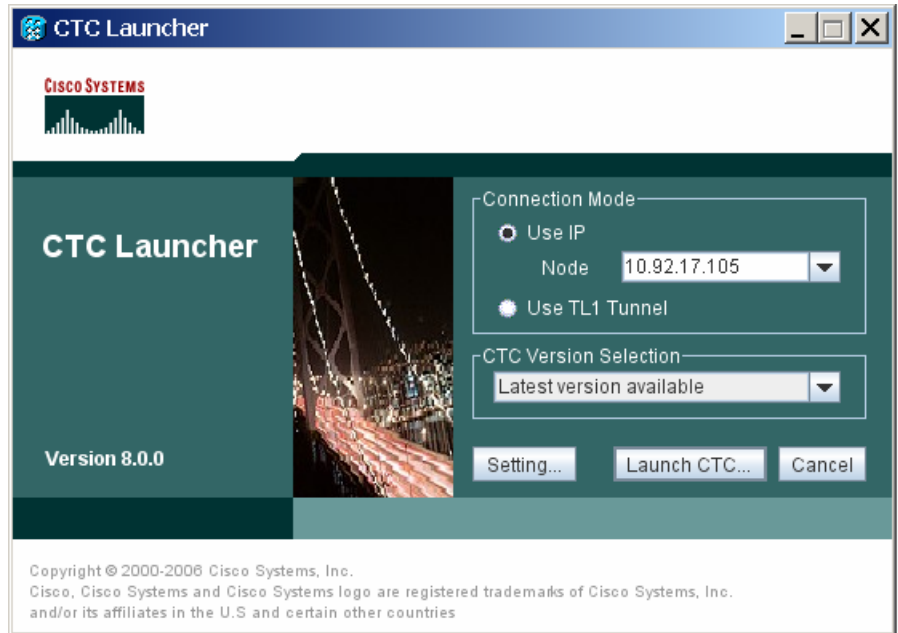 CTC Launcher
CISCO SYSTEMS
CTC Launcher
Version 8.0.0
Connection Mode
Use IP
Node 10.92.17.105
Use TL1 Tunnel
CTC Version Selection
Latest version available
Setting... Launch CTC... Cancel
Copyright © 2000-2006 Cisco Systems, Inc.
Cisco, Cisco Systems and Cisco Systems logo are registered trademarks of Cisco Systems, Inc.
and/or its affiliates in the U.S and certain other countries